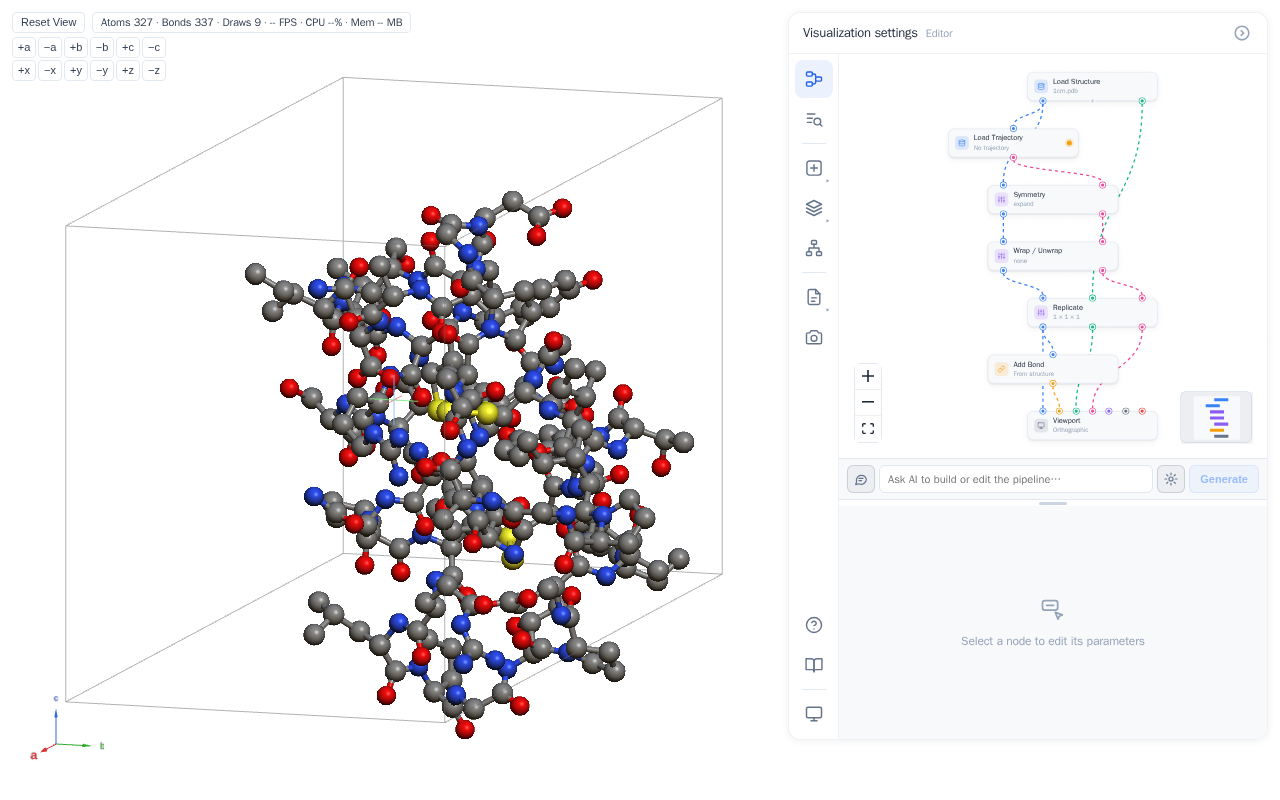 Reset View
Atoms 327 · Bonds 337 · Draws 9 · -- FPS · CPU --% · Mem -- MB
+a −a +b −b +c −c
+x −x +y −y +z −z
c
a
b
Visualization settings Editor
Load Structure
1crn.pdb
Load Trajectory
No trajectory
Symmetry
expand
Wrap / Unwrap
none
Replicate
1 × 1 × 1
Add Bond
From structure
Viewport
Orthographic
Ask AI to build or edit the pipeline…
Generate
Select a node to edit its parameters